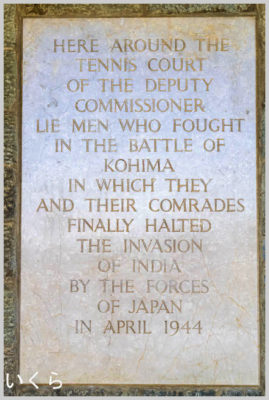 HERE AROUND THE
TENNIS COURT
OF THE DEPUTY
COMMISSIONER
LIE MEN WHO FOUGHT
IN THE BATTLE OF
KOHIMA
IN WHICH THEY
AND THEIR COMRADES
FINALLY HALTED
THE INVASION
OF INDIA
BY THE FORCES
OF JAPAN
IN APRIL 1944
いくら